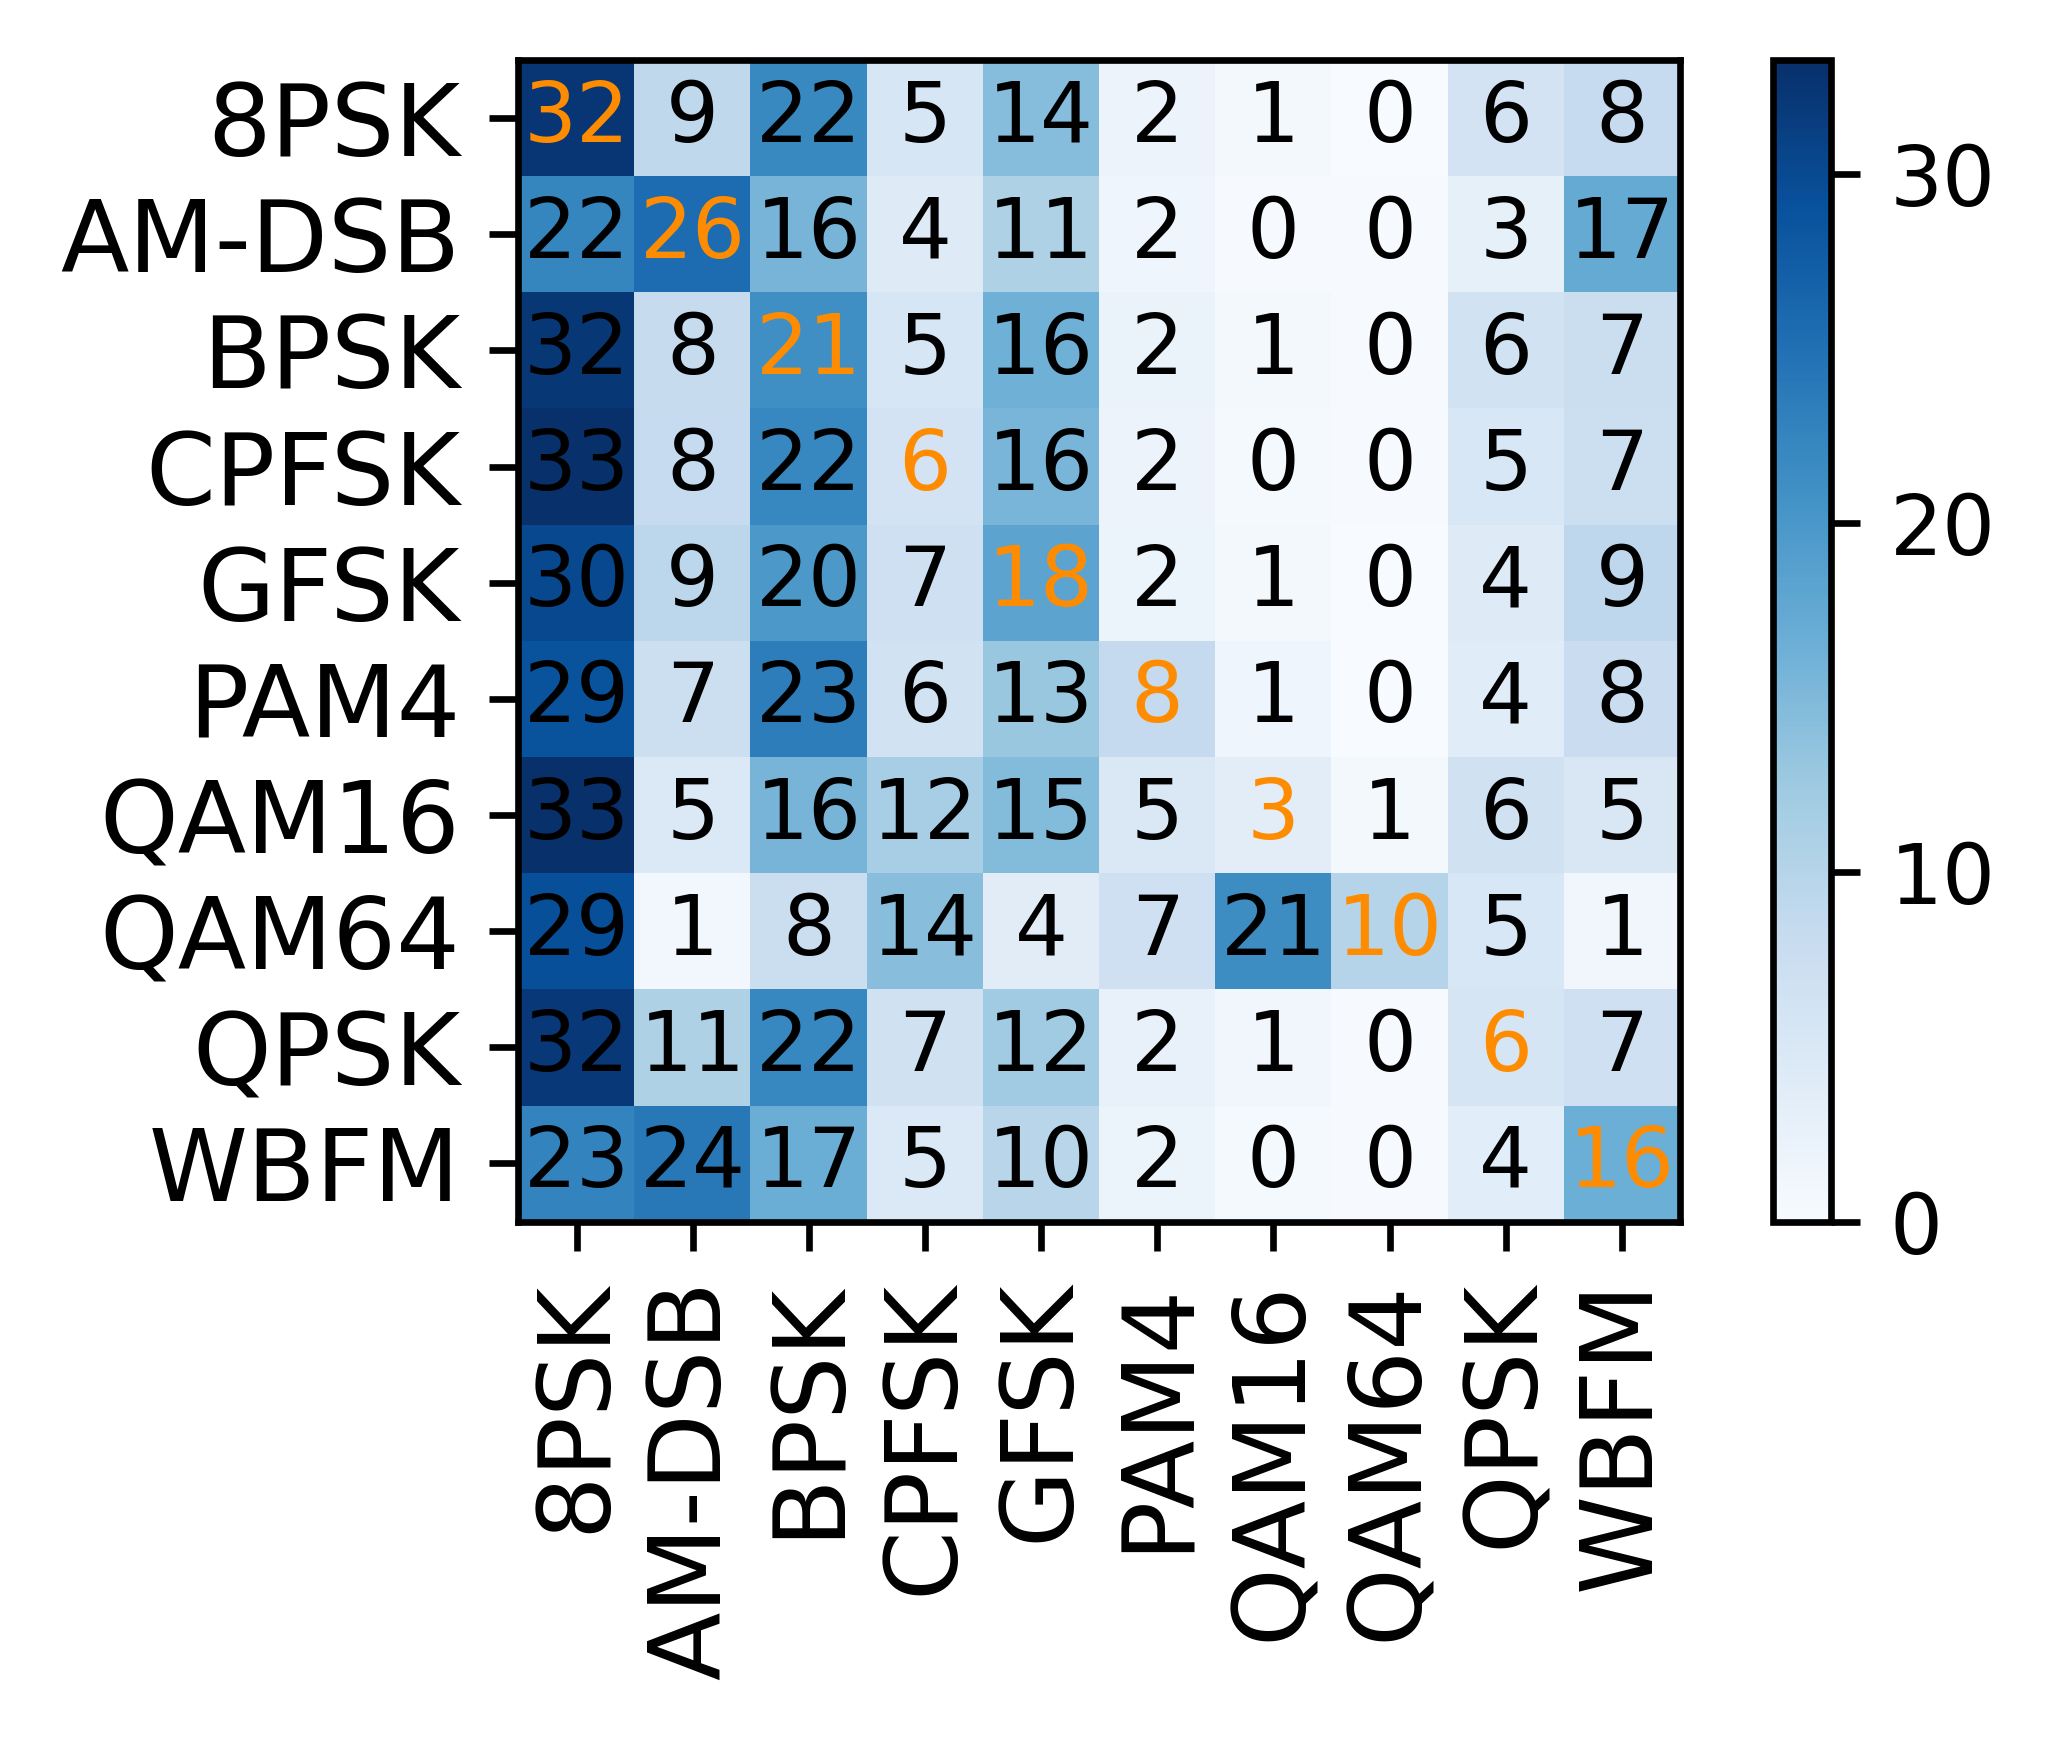 8PSK 32 9 22 5 14 2 1 0 6 8
AM-DSB 22 26 16 4 11 2 0 0 3 17
BPSK 32 8 21 5 16 2 1 0 6 7
CPFSK 33 8 22 6 16 2 0 0 5 7
GFSK 30 9 20 7 18 2 1 0 4 9
PAM4 29 7 23 6 13 8 1 0 4 8
QAM16 33 5 16 12 15 5 3 1 6 5
QAM64 29 1 8 14 4 7 21 10 5 1
QPSK 32 11 22 7 12 2 1 0 6 7
WBFM 23 24 17 5 10 2 0 0 4 16
8PSK
AM-DSB
BPSK
CPFSK
GFSK
PAM4
QAM16
QAM64
QPSK
WBFM
30
20
10
0